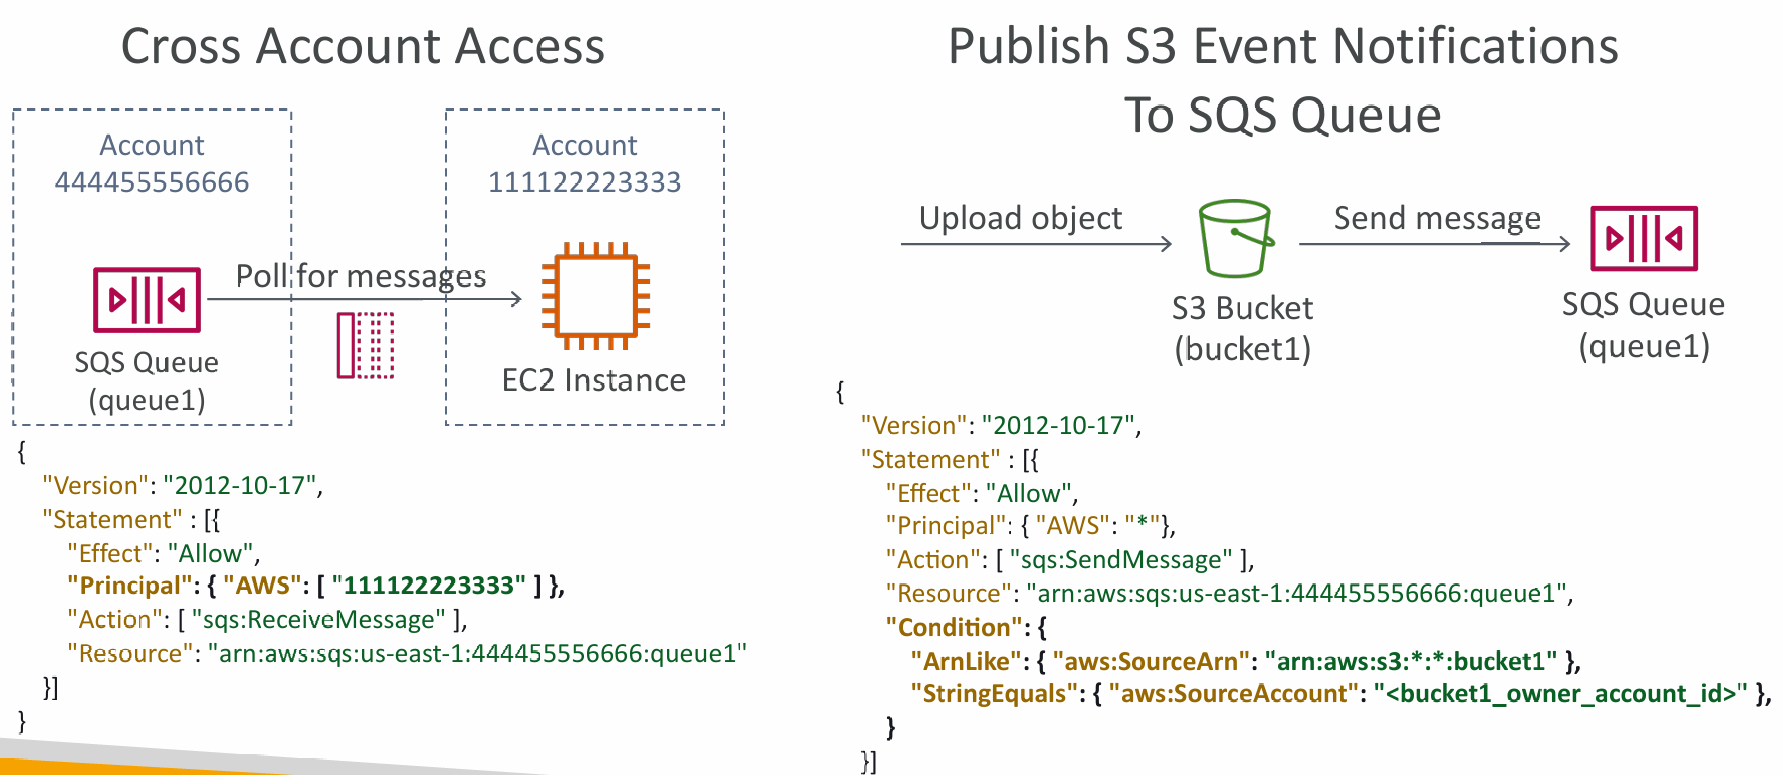 Cross Account Access
Account
444455556666
Account
111122223333
Poll for messages
SQS Queue
(queue1)
EC2 Instance
{
"Version": "2012-10-17",
"Statement" : [{
"Effect": "Allow",
"Principal": { "AWS": [ "111122223333" ] },
"Action": [ "sqs:ReceiveMessage" ],
"Resource": "arn:aws:sqs:us-east-1:444455556666:queue1"
}]
}
Publish S3 Event Notifications
To SQS Queue
Upload object
Send message
S3 Bucket
(bucket1)
SQS Queue
(queue1)
{
"Version": "2012-10-17",
"Statement" : [{
"Effect": "Allow",
"Principal": { "AWS": "*"},
"Action": [ "sqs:SendMessage" ],
"Resource": "arn:aws:sqs:us-east-1:444455556666:queue1",
"Condition": {
"ArnLike": { "aws:SourceArn": "arn:aws:s3:*:*:bucket1" },
"StringEquals": { "aws:SourceAccount": "<bucket1_owner_account_id>" },
}
}]